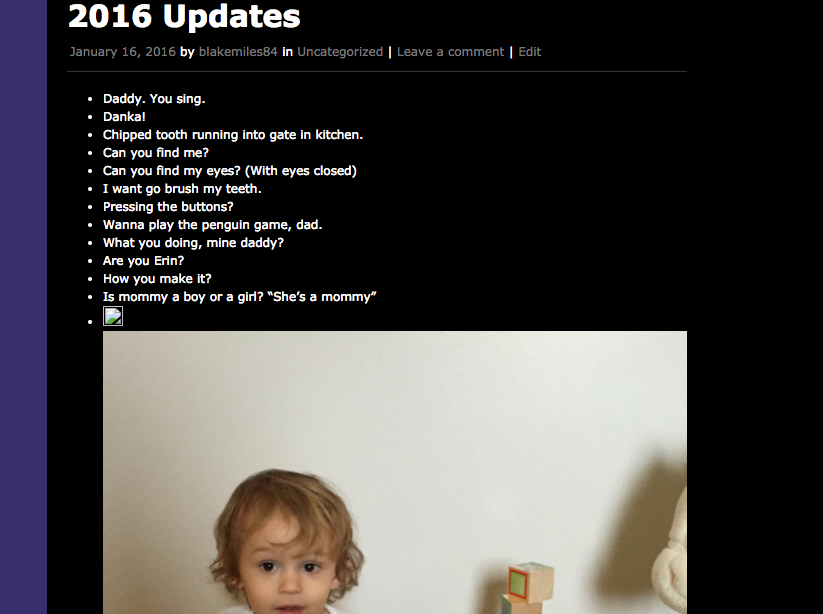 2016 Updates
January 16, 2016 by blakemiles84 in Uncategorized | Leave a comment | Edit
Daddy. You sing.
Danka!
Chipped tooth running into gate in kitchen.
Can you find me?
Can you find my eyes? (With eyes closed)
I want go brush my teeth.
Pressing the buttons?
Wanna play the penguin game, dad.
What you doing, mine daddy?
Are you Erin?
How you make it?
Is mommy a boy or a girl? “She’s a mommy”